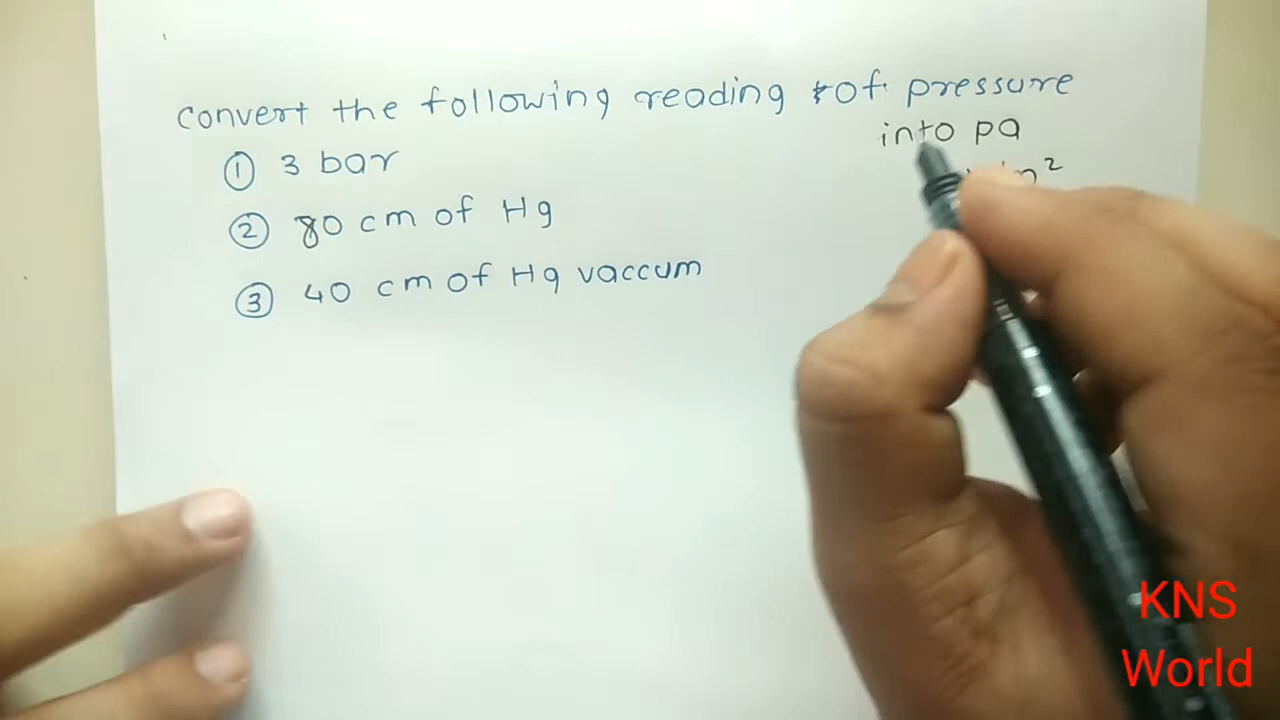 convert the following reading of pressure
into pa
① 3 bar
② 80 cm of Hg
③ 40 cm of Hg vaccum
KNS
World